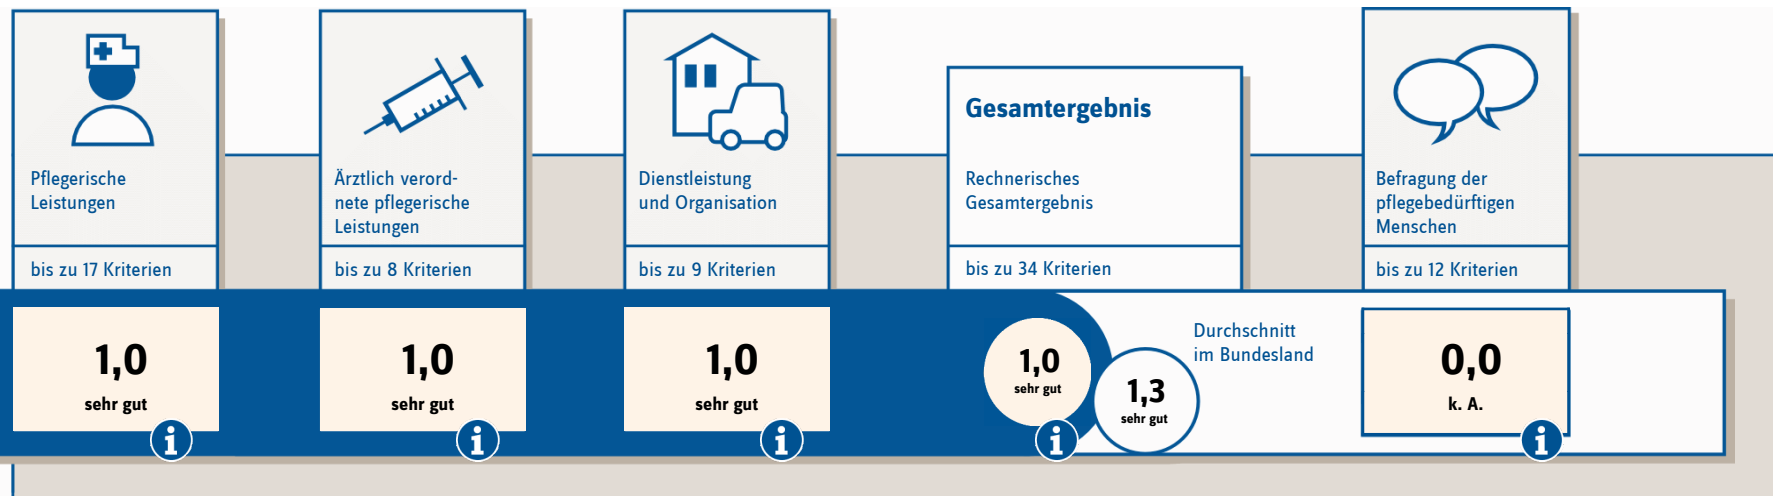 Pflegerische
Leistungen
bis zu 17 Kriterien
1,0
sehr gut
i
Ärztlich verord-
nete pflegerische
Leistungen
bis zu 8 Kriterien
1,0
sehr gut
i
Dienstleistung
und Organisation
bis zu 9 Kriterien
1,0
sehr gut
i
Gesamtergebnis
Rechnerisches
Gesamtergebnis
bis zu 34 Kriterien
1,0
sehr gut
i
1,3
sehr gut
Durchschnitt
im Bundesland
Befragung der
pflegebedürftigen
Menschen
bis zu 12 Kriterien
0,0
k. A.
i